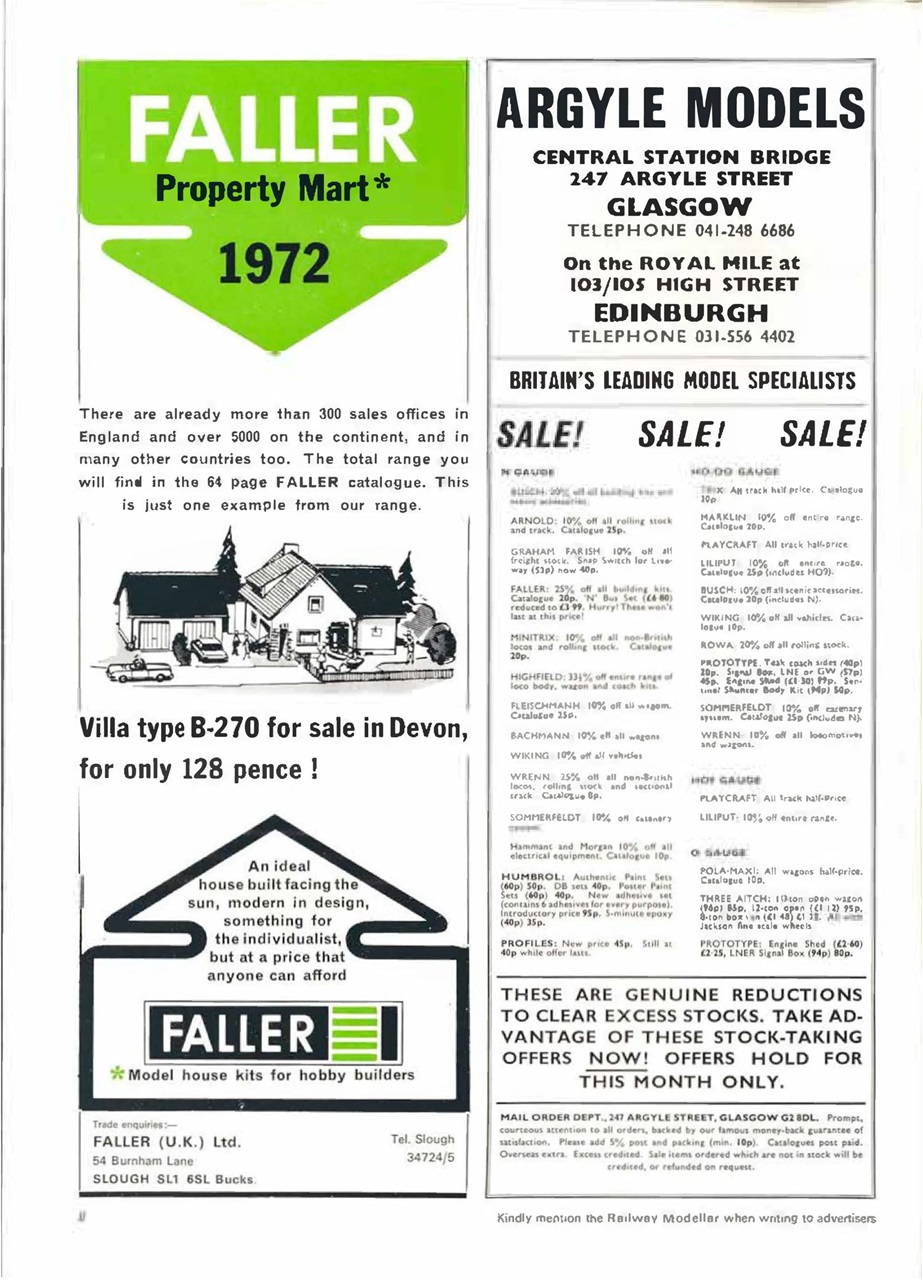 FALLER
Property Mart*
1972
There are already more than 300 sales offices in
England and over 5000 on the continent, and in
many other countries too. The total range you
will find in the 64 page FALLER catalogue. This
is just one example from our range.
Villa type B-270 for sale in Devon,
for only 128 pence !
An ideal
house built facing the
sun, modern in design,
something for
the individualist,
but at a price that
anyone can afford
FALLER
*Model house kits for hobby builders
Trade enquiries:—
FALLER (U.K.) Ltd.
54 Burnham Lane
SLOUGH SL1 6SL Bucks.
Tel. Slough
34724/5
ARGYLE MODELS
CENTRAL STATION BRIDGE
247 ARGYLE STREET
GLASGOW
TELEPHONE 041-248 6686
On the ROYAL MILE at
103/105 HIGH STREET
EDINBURGH
TELEPHONE 031-556 4402
BRITAIN'S LEADING MODEL SPECIALISTS
SALE! SALE! SALE!
N GAUGE
BUSCH: 20% off all building kits and
ARNOLD: 10% off all rolling stock
and track. Catalogue 25p.
GRAHAM FARISH 10% off all
freight stock. Snap Switch for Line-
way (53p) now 40p.
FALLER: 25% off all building kits.
Catalogue 20p. 'N' Bus Set (£6·80)
reduced to £3·99. Hurry! These won't
last at this price!
MINITRIX: 10% off all non-British
locos and rolling stock. Catalogue
20p.
HIGHFIELD: 33⅓% off entire range of
loco body, wagon and coach kits.
FLEISCHMANN 10% off all wagons.
Catalogue 25p.
BACHMANN 10% off all wagons
WIKING 10% off all vehicles
WRENN 25% off all non-British
locos, rolling stock and sectional
track Catalogue 8p.
SOMMERFELDT 10% off catenary
Hammant and Morgan 10% off all
electrical equipment. Catalogue 10p.
HUMBROL: Authentic Paint Sets
(60p) 50p. DB sets 40p. Poster Paint
Sets (60p) 40p. New adhesive set
(contains 6 adhesives for every purpose).
Introductory price 95p. 5-minute epoxy
(40p) 35p.
PROFILES: New price 45p. Still at
40p while offer lasts.
HO/OO GAUGE
TRIX All track half price. Catalogue
10p
MARKLIN 10% off entire range.
Catalogue 20p.
PLAYCRAFT All track half-price
LILIPUT 10% off entire range.
Catalogue 25p (includes HO9).
BUSCH: 10% off all scenic accessories.
Catalogue 20p (includes N).
WIKING 10% off all vehicles. Cata-
logue 10p.
ROWA 20% off all rolling stock.
PROTOTYPE. Teak coach sides (40p)
20p. Signal Box, LNE or GW (57p)
45p. Engine Shed (£1·30) 99p. Sen-
tinel Shunter Body Kit (94p) 50p.
SOMMERFELDT 10% off catenary
system. Catalogue 25p (includes N).
WRENN 10% off all locomotives
and wagons.
HO9 GAUGE
PLAYCRAFT All track half-Price
LILIPUT: 10% off entire range.
O GAUGE
POLA-MAXI: All wagons half-price.
Catalogue 10p.
THREE AITCH: 10-ton open wagon
(96p) 85p, 12-ton open (£1·12) 95p,
8-ton box van (£1·48) £1 All with
Jackson fine scale wheels
PROTOTYPE: Engine Shed (£2·60)
£2·25, LNER Signal Box (94p) 80p.
THESE ARE GENUINE REDUCTIONS
TO CLEAR EXCESS STOCKS. TAKE AD-
VANTAGE OF THESE STOCK-TAKING
OFFERS NOW! OFFERS HOLD FOR
THIS MONTH ONLY.
MAIL ORDER DEPT., 247 ARGYLE STREET, GLASGOW G2 8DL. Prompt,
courteous attention to all orders, backed by our famous money-back guarantee of
satisfaction. Please add 5% post and packing (min. 10p). Catalogues post paid.
Overseas extra. Excess credited. Sale items ordered which are not in stock will be
credited, or refunded on request.
Kindly mention the Railway Modeller when writing to advertisers